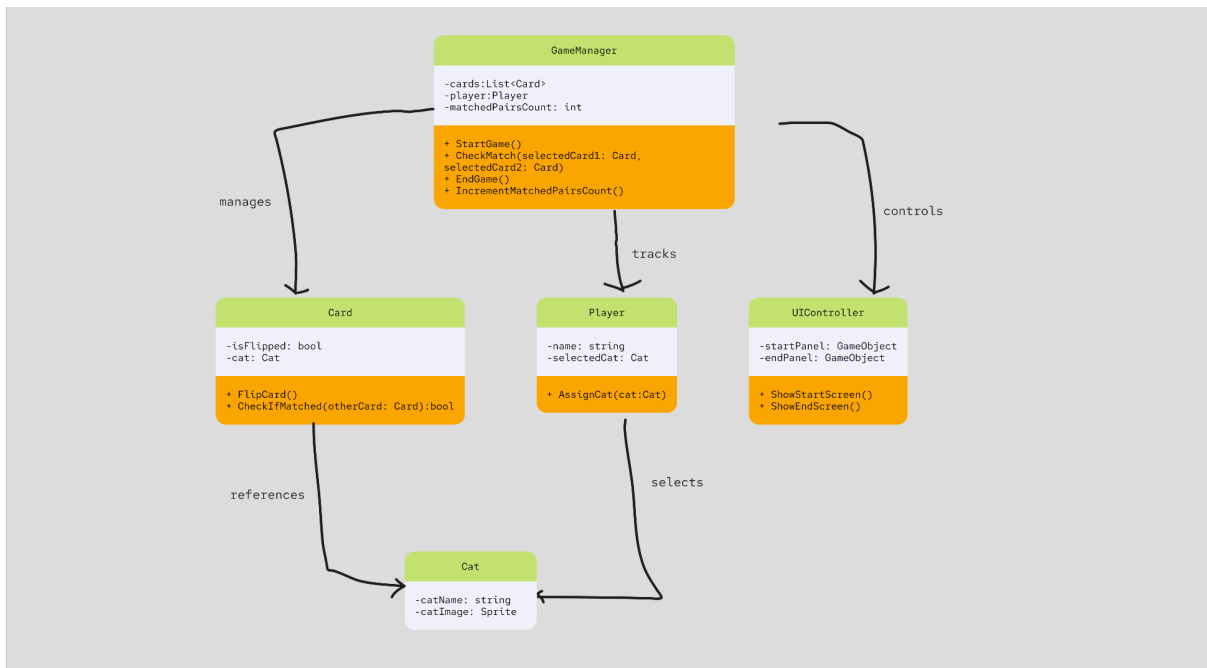 GameManager
-cards:List<Card>
-player:Player
-matchedPairsCount: int
+ StartGame()
+ CheckMatch(selectedCard1: Card,
selectedCard2: Card)
+ EndGame()
+ IncrementMatchedPairsCount()
manages
tracks
controls
Card
-isFlipped: bool
-cat: Cat
+ FlipCard()
+ CheckIfMatched(otherCard: Card):bool
Player
-name: string
-selectedCat: Cat
+ AssignCat(cat:Cat)
UIController
-startPanel: GameObject
-endPanel: GameObject
+ ShowStartScreen()
+ ShowEndScreen()
references
selects
Cat
-catName: string
-catImage: Sprite